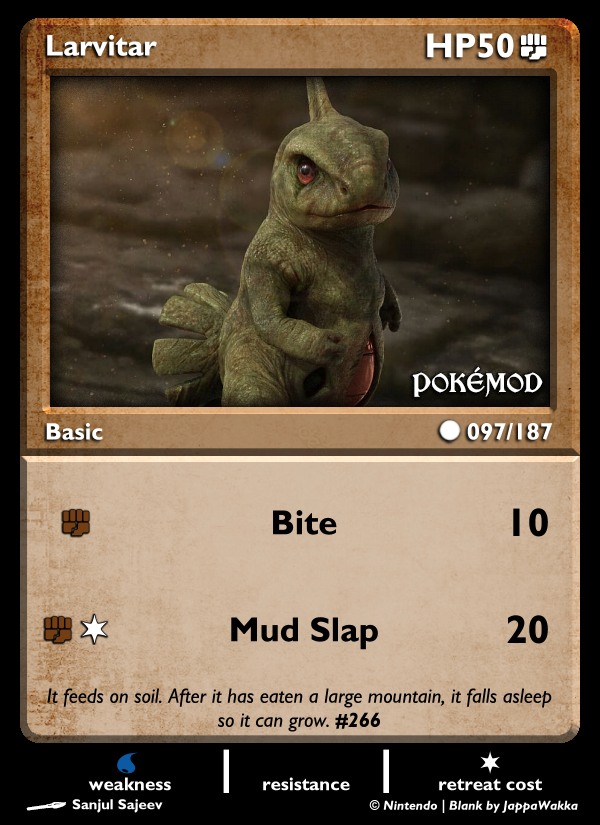 Larvitar HP50
POKÉMOD
Basic 097/187
Bite 10
Mud Slap 20
It feeds on soil. After it has eaten a large mountain, it falls asleep
so it can grow. #266
weakness resistance retreat cost
Sanjul Sajeev © Nintendo | Blank by JappaWakka